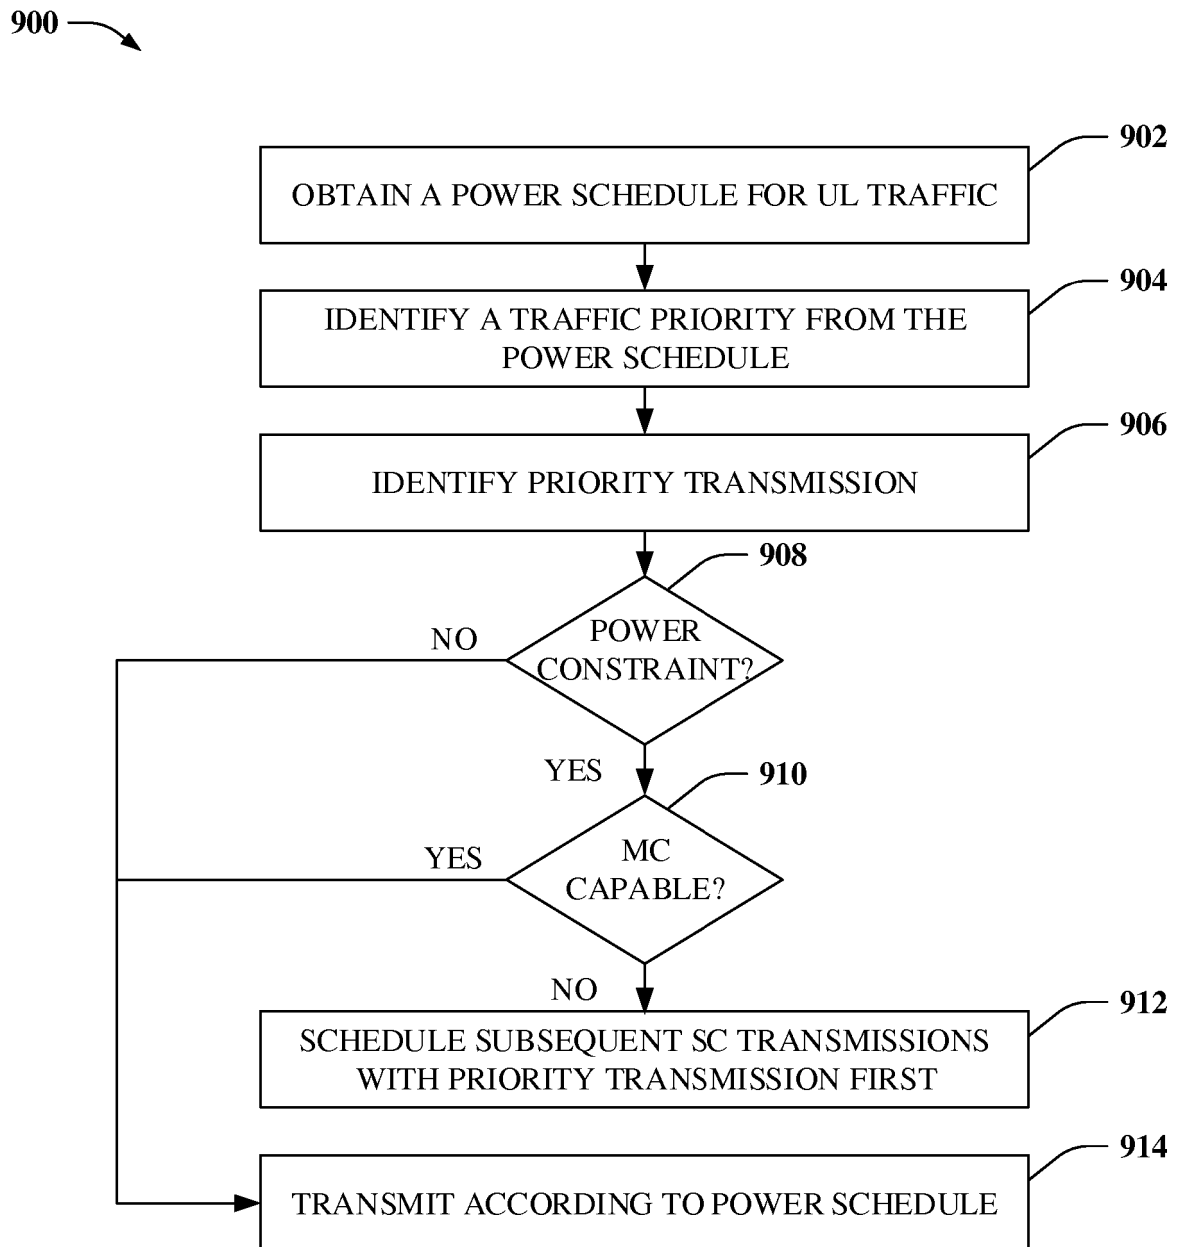 900
902
OBTAIN A POWER SCHEDULE FOR UL TRAFFIC
904
IDENTIFY A TRAFFIC PRIORITY FROM THE
POWER SCHEDULE
906
IDENTIFY PRIORITY TRANSMISSION
908
NO
POWER
CONSTRAINT?
YES
910
YES
MC
CAPABLE?
NO
912
SCHEDULE SUBSEQUENT SC TRANSMISSIONS
WITH PRIORITY TRANSMISSION FIRST
914
TRANSMIT ACCORDING TO POWER SCHEDULE